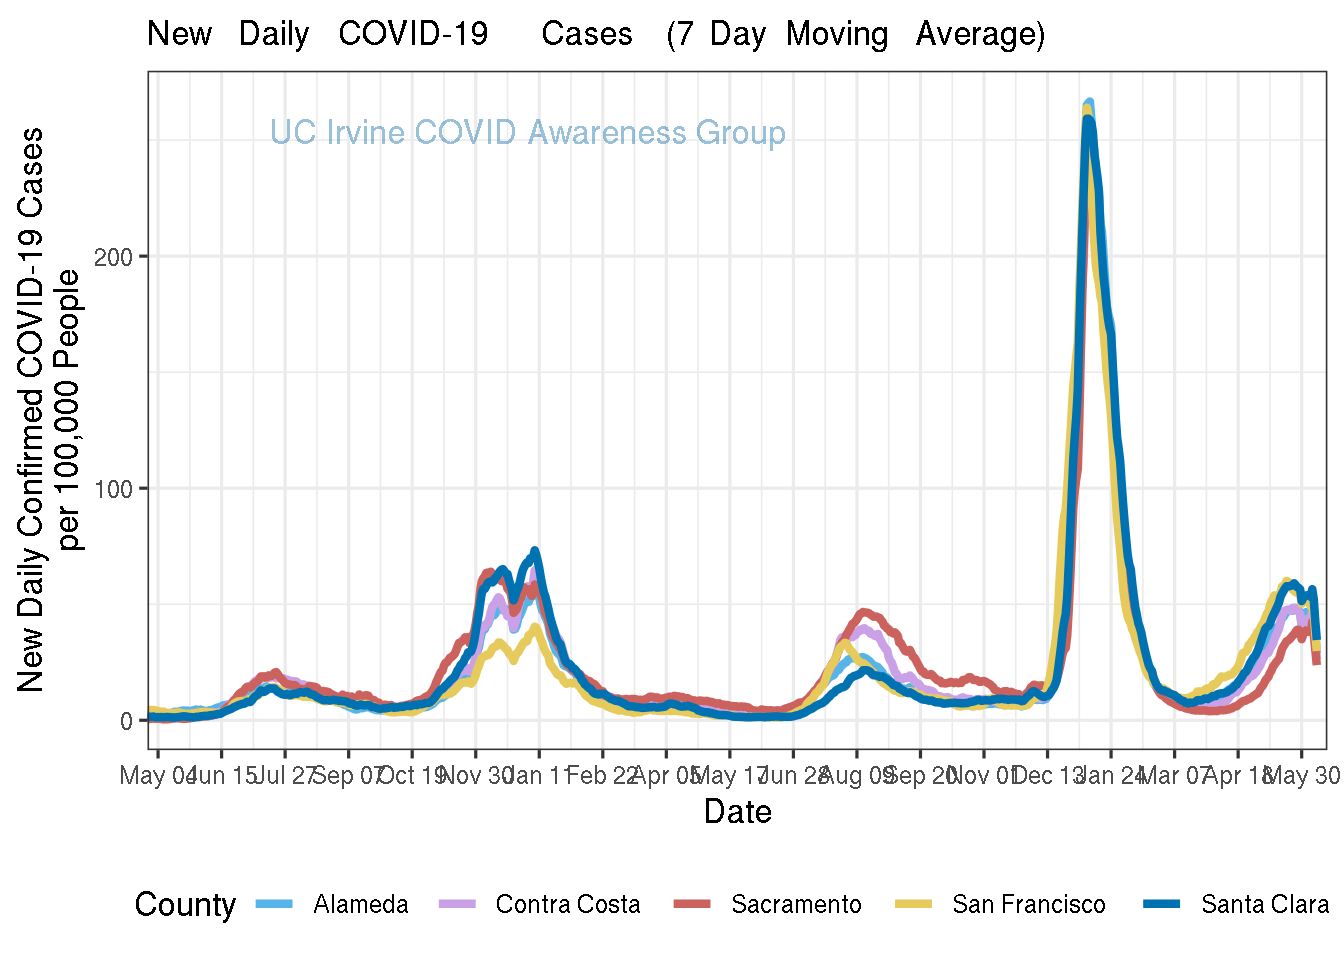 New Daily COVID-19 Cases (7 Day Moving Average)
UC Irvine COVID Awareness Group
New Daily Confirmed COVID-19 Cases
per 100,000 People
200
100
0
May 04 Jun 15 Jul 27 Sep 07 Oct 19 Nov 30 Jan 11 Feb 22 Apr 05 May 17 Jun 28 Aug 09 Sep 20 Nov 01 Dec 13 Jan 24 Mar 07 Apr 18 May 30
Date
County Alameda Contra Costa Sacramento San Francisco Santa Clara